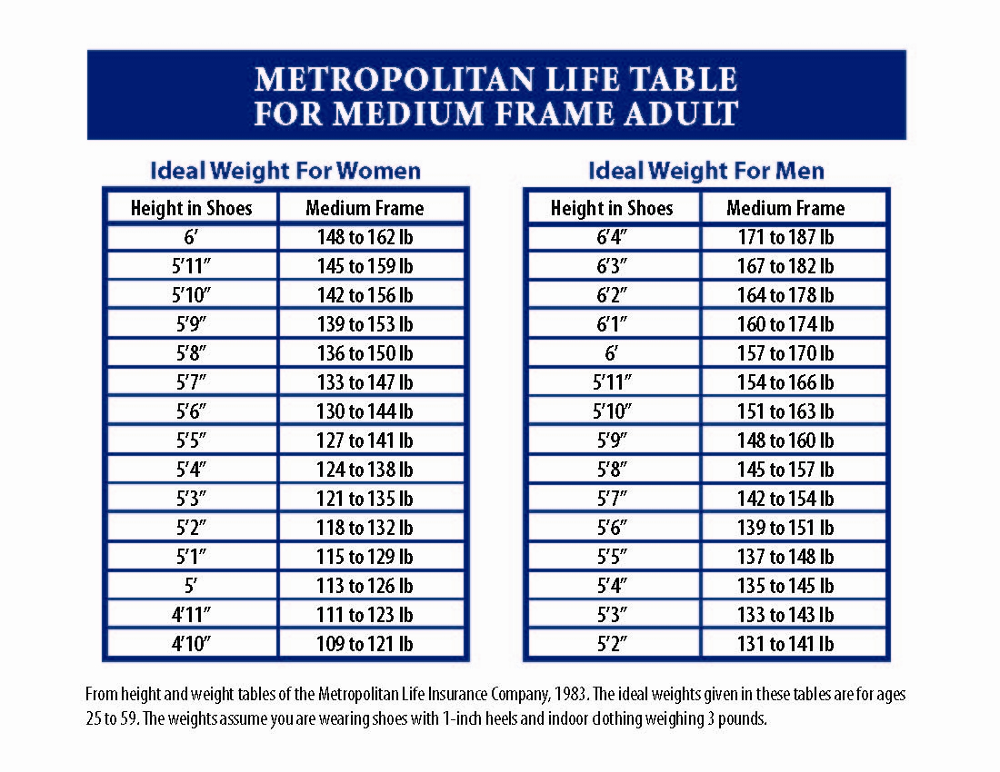 METROPOLITAN LIFE TABLE
FOR MEDIUM FRAME ADULT
Ideal Weight For Women
Height in Shoes Medium Frame
6’ 148 to 162 lb
5’11” 145 to 159 lb
5’10” 142 to 156 lb
5’9” 139 to 153 lb
5’8” 136 to 150 lb
5’7” 133 to 147 lb
5’6” 130 to 144 lb
5’5” 127 to 141 lb
5’4” 124 to 138 lb
5’3” 121 to 135 lb
5’2” 118 to 132 lb
5’1” 115 to 129 lb
5’ 113 to 126 lb
4’11” 111 to 123 lb
4’10” 109 to 121 lb
Ideal Weight For Men
Height in Shoes Medium Frame
6’4” 171 to 187 lb
6’3” 167 to 182 lb
6’2” 164 to 178 lb
6’1” 160 to 174 lb
6’ 157 to 170 lb
5’11” 154 to 166 lb
5’10” 151 to 163 lb
5’9” 148 to 160 lb
5’8” 145 to 157 lb
5’7” 142 to 154 lb
5’6” 139 to 151 lb
5’5” 137 to 148 lb
5’4” 135 to 145 lb
5’3” 133 to 143 lb
5’2” 131 to 141 lb
From height and weight tables of the Metropolitan Life Insurance Company, 1983. The ideal weights given in these tables are for ages
25 to 59. The weights assume you are wearing shoes with 1-inch heels and indoor clothing weighing 3 pounds.